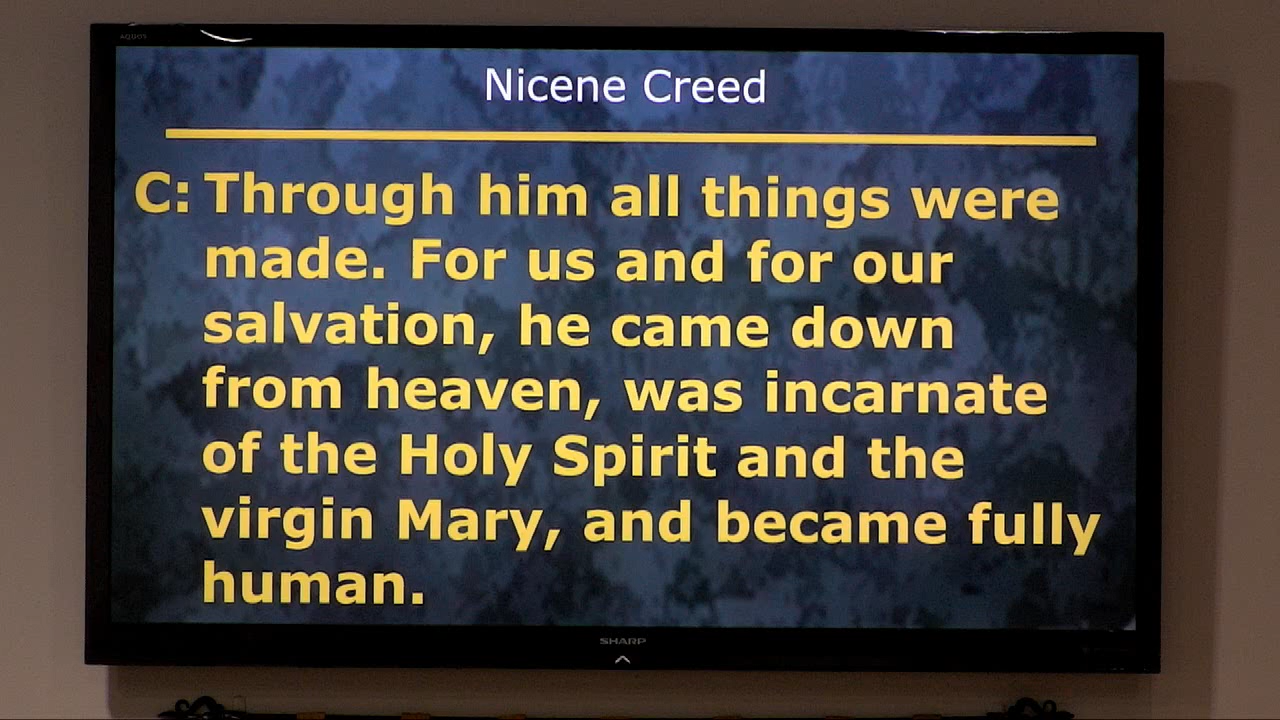 AQUOS
Nicene Creed
C: Through him all things were
made. For us and for our
salvation, he came down
from heaven, was incarnate
of the Holy Spirit and the
virgin Mary, and became fully
human.
SHARP